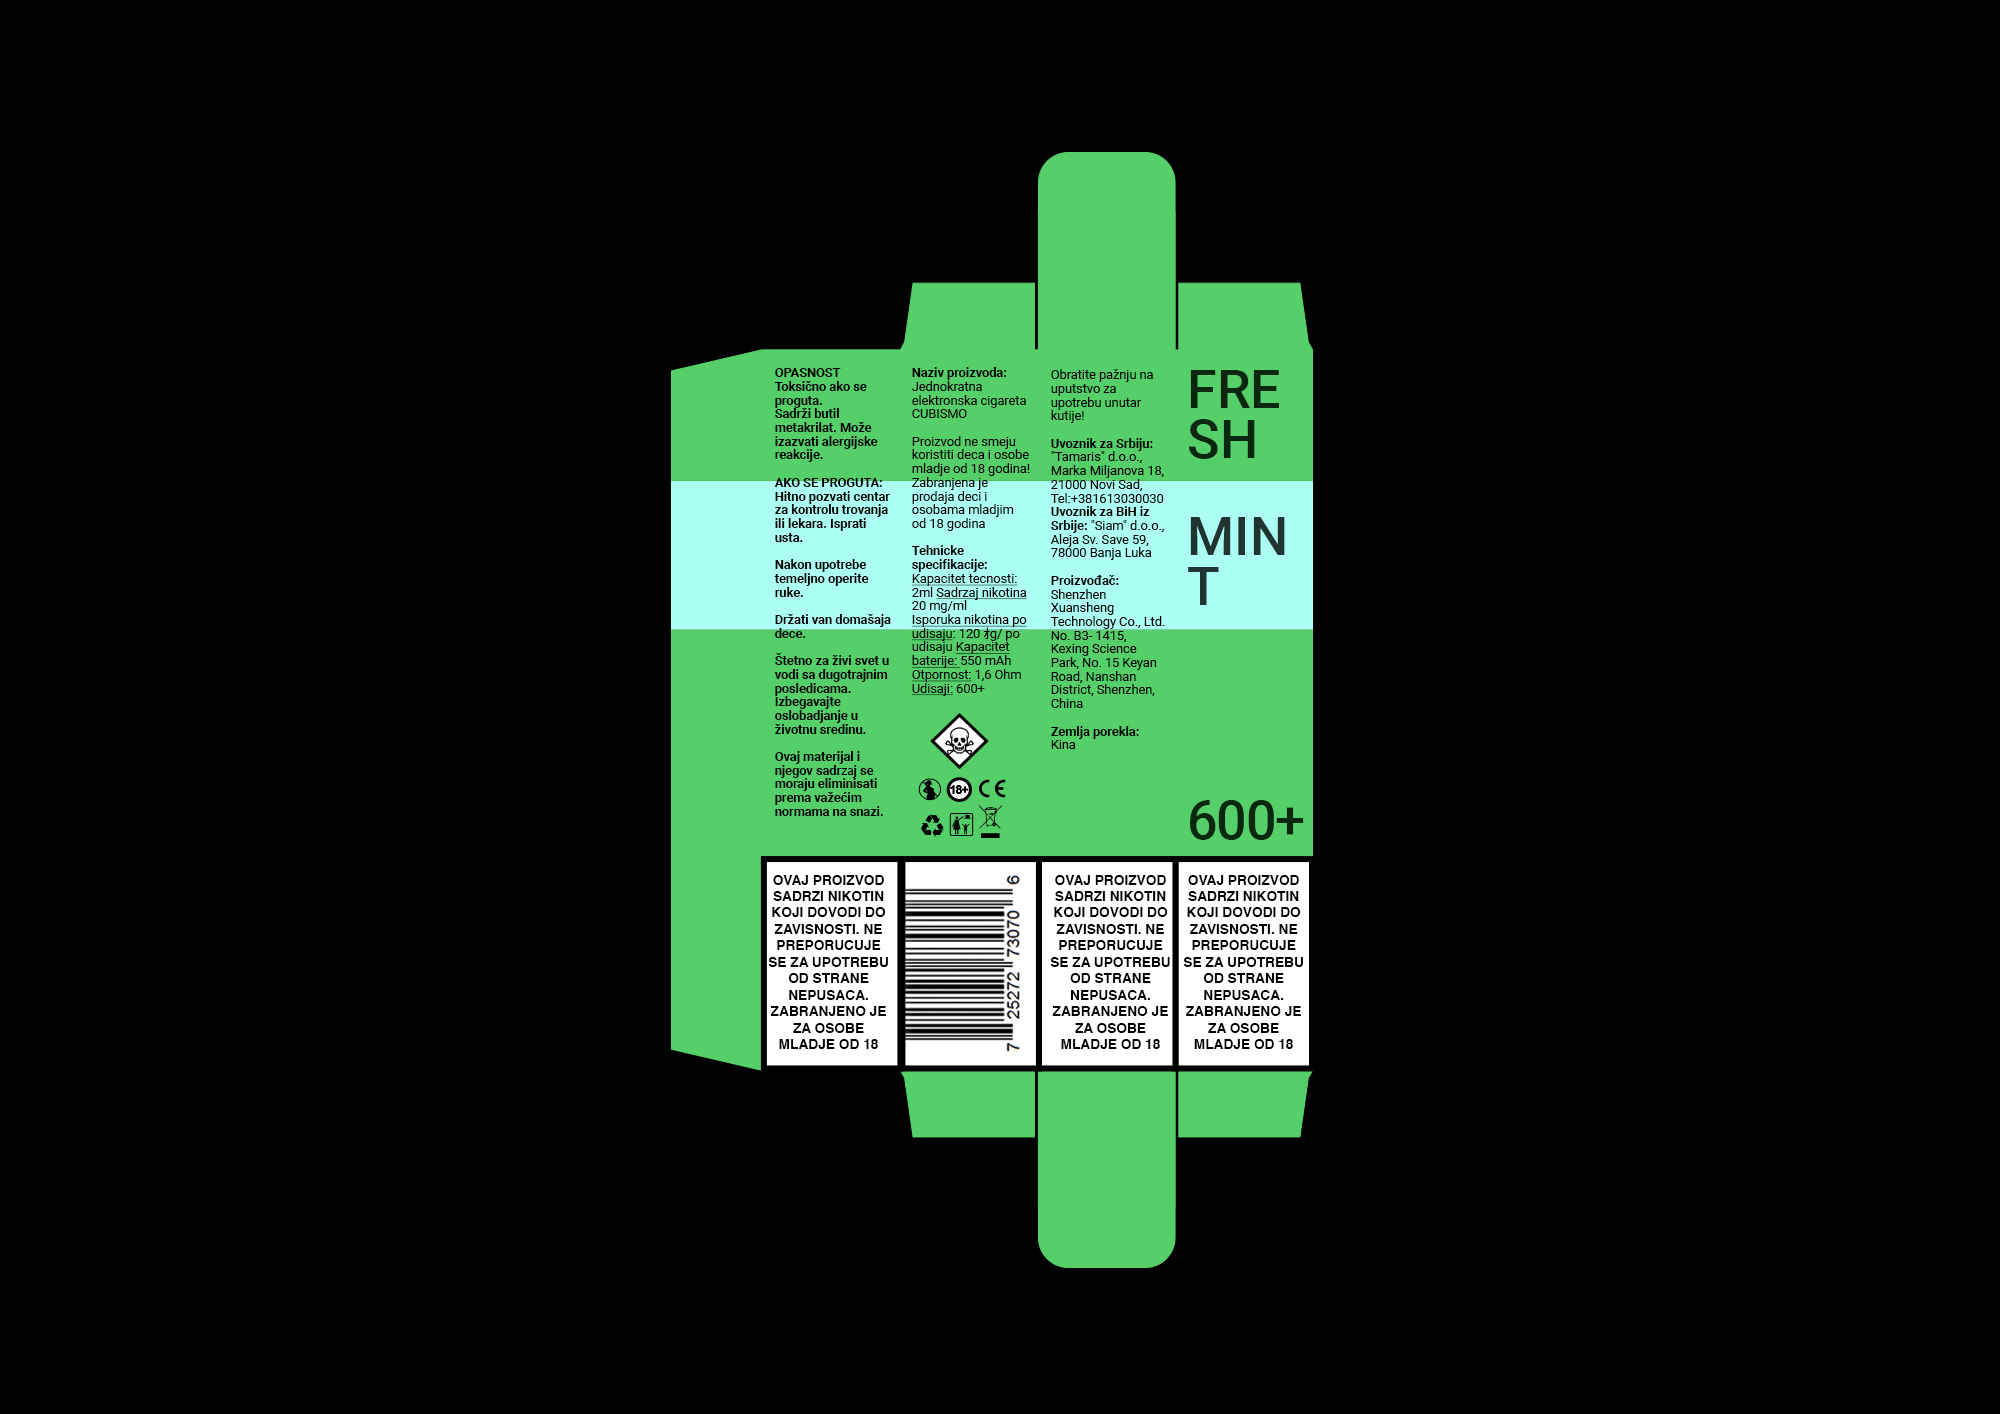 OPASNOST
Toksično ako se
proguta.
Sadrži butil
metakrilat. Može
izazvati alergijske
reakcije.
AKO SE PROGUTA:
Hitno pozvati centar
za kontrolu trovanja
ili lekara. Isprati
usta.
Nakon upotrebe
temeljno operite
ruke.
Držati van domašaja
dece.
Štetno za živi svet u
vodi sa dugotrajnim
posledicama.
Izbegavajte
oslobadjanje u
životnu sredinu.
Ovaj materijal i
njegov sadrzaj se
moraju eliminisati
prema važećim
normama na snazi.
Naziv proizvoda:
Jednokratna
elektronska cigareta
CUBISMO
Proizvod ne smeju
koristiti deca i osobe
mladje od 18 godina!
Zabranjena je
prodaja deci i
osobama mladjim
od 18 godina
Tehnicke
specifikacije:
Kapacitet tecnosti:
2ml Sadrzaj nikotina
20 mg/ml
Isporuka nikotina po
udisaju: 120 g/ po
udisaju Kapacitet
baterije: 550 mAh
Otpornost: 1,6 Ohm
Udisaji: 600+
18+
CE
Obratite pažnju na
uputstvo za
upotrebu unutar
kutije!
Uvoznik za Srbiju:
"Tamaris" d.o.o.,
Marka Miljanova 18,
21000 Novi Sad,
Tel:+381613030030
Uvoznik za BiH iz
Srbije: "Siam" d.o.o.,
Aleja Sv. Save 59,
78000 Banja Luka
Proizvođač:
Shenzhen
Xuansheng
Technology Co., Ltd.
No. B3- 1415,
Kexing Science
Park, No. 15 Keyan
Road, Nanshan
District, Shenzhen,
China
Zemlja porekla:
Kina
FRE
SH
MIN
T
600+
OVAJ PROIZVOD
SADRZI NIKOTIN
KOJI DOVODI DO
ZAVISNOSTI. NE
PREPORUCUJE
SE ZA UPOTREBU
OD STRANE
NEPUSACA.
ZABRANJENO JE
ZA OSOBE
MLADJE OD 18
7 25272 73070 6
OVAJ PROIZVOD
SADRZI NIKOTIN
KOJI DOVODI DO
ZAVISNOSTI. NE
PREPORUCUJE
SE ZA UPOTREBU
OD STRANE
NEPUSACA.
ZABRANJENO JE
ZA OSOBE
MLADJE OD 18
OVAJ PROIZVOD
SADRZI NIKOTIN
KOJI DOVODI DO
ZAVISNOSTI. NE
PREPORUCUJE
SE ZA UPOTREBU
OD STRANE
NEPUSACA.
ZABRANJENO JE
ZA OSOBE
MLADJE OD 18